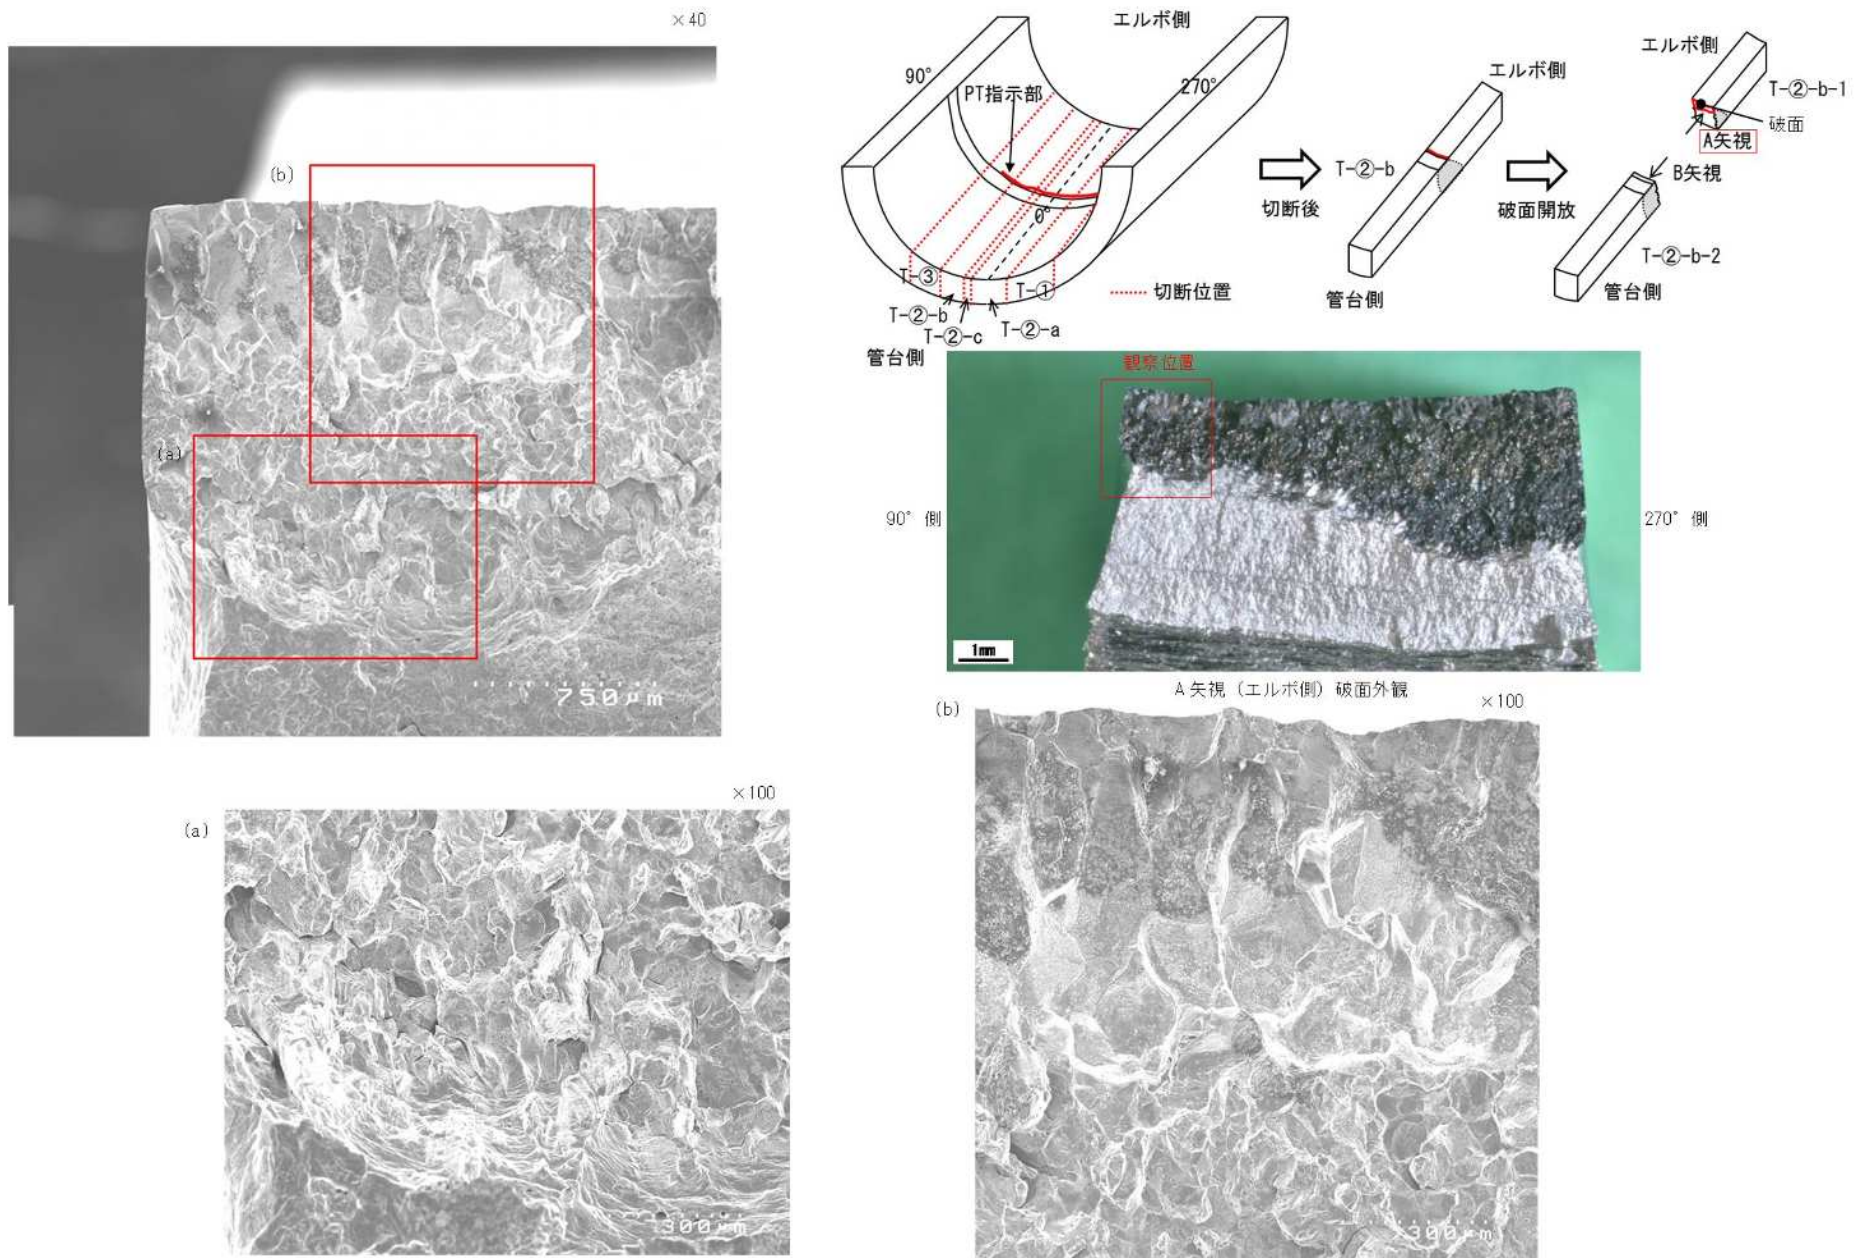 ×40
(b)
(a)
750μm
エルボ側
90°
270°
PT指示部
0°
T-③
T-①
T-②-b
T-②-c
T-②-a
管台側
切断位置
切断後
エルボ側
T-②-b
管台側
破面開放
エルボ側
T-②-b-1
破面
A矢視
B矢視
T-②-b-2
管台側
観察位置
90° 側
270° 側
1mm
A矢視（エルボ側）破面外観
×100
(a)
300μm
×100
(b)
300μm